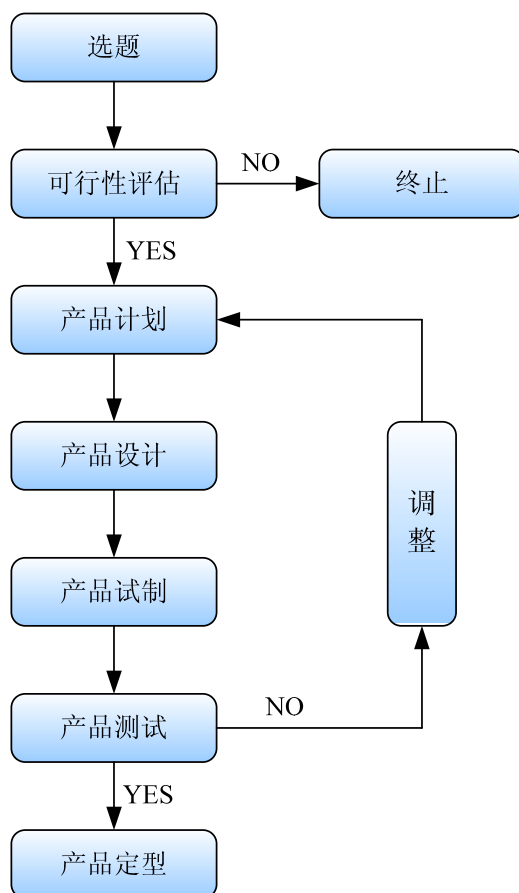 选题
可行性评估
NO
终止
YES
产品计划
产品设计
调
整
产品试制
产品测试
NO
YES
产品定型